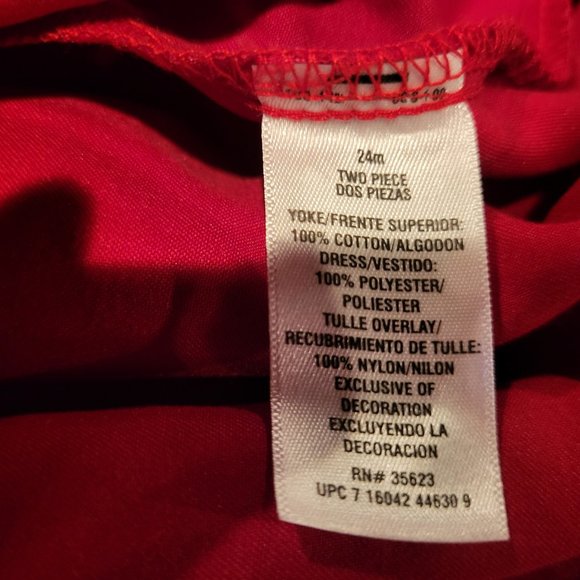 24m
TWO PIECE
DOS PIEZAS
YOKE/FRENTE SUPERIOR:
100% COTTON/ALGODON
DRESS/VESTIDO:
100% POLYESTER/
POLIESTER
TULLE OVERLAY/
RECUBRIMIENTO DE TULLE:
100% NYLON/NILON
EXCLUSIVE OF
DECORATION
EXCLUYENDO LA
DECORACION
RN# 35623
UPC 7 16042 44630 9